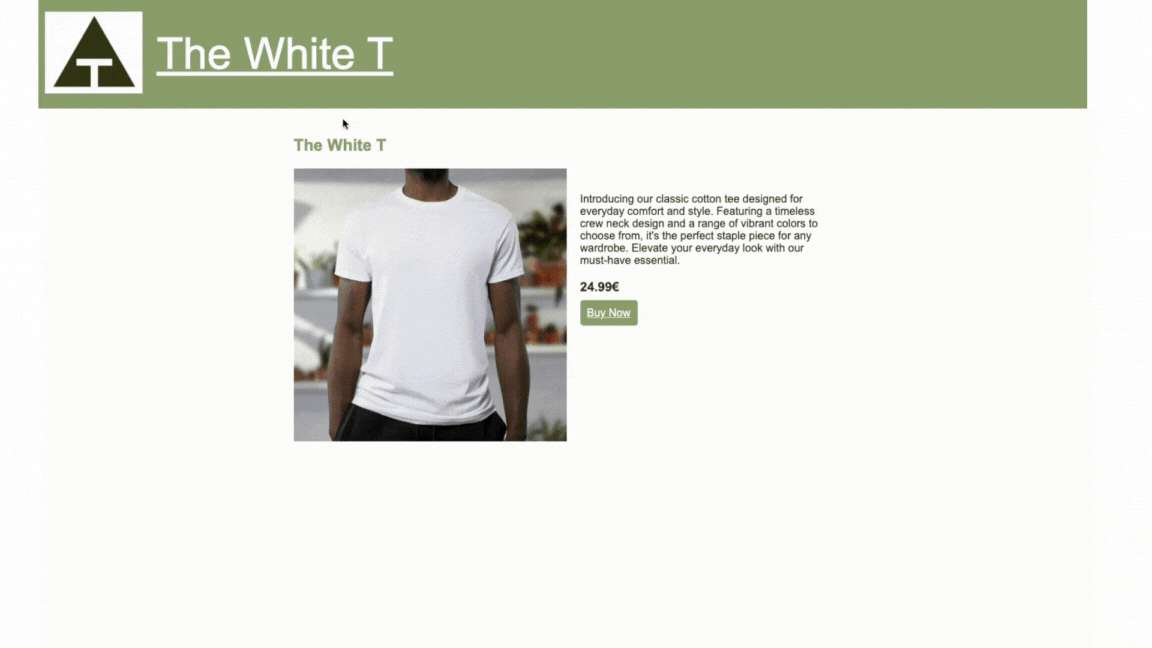 T
The White T
The White T
Introducing our classic cotton tee designed for
everyday comfort and style. Featuring a timeless
crew neck design and a range of vibrant colors to
choose from, it's the perfect staple piece for any
wardrobe. Elevate your everyday look with our
must-have essential.
24.99€
Buy Now